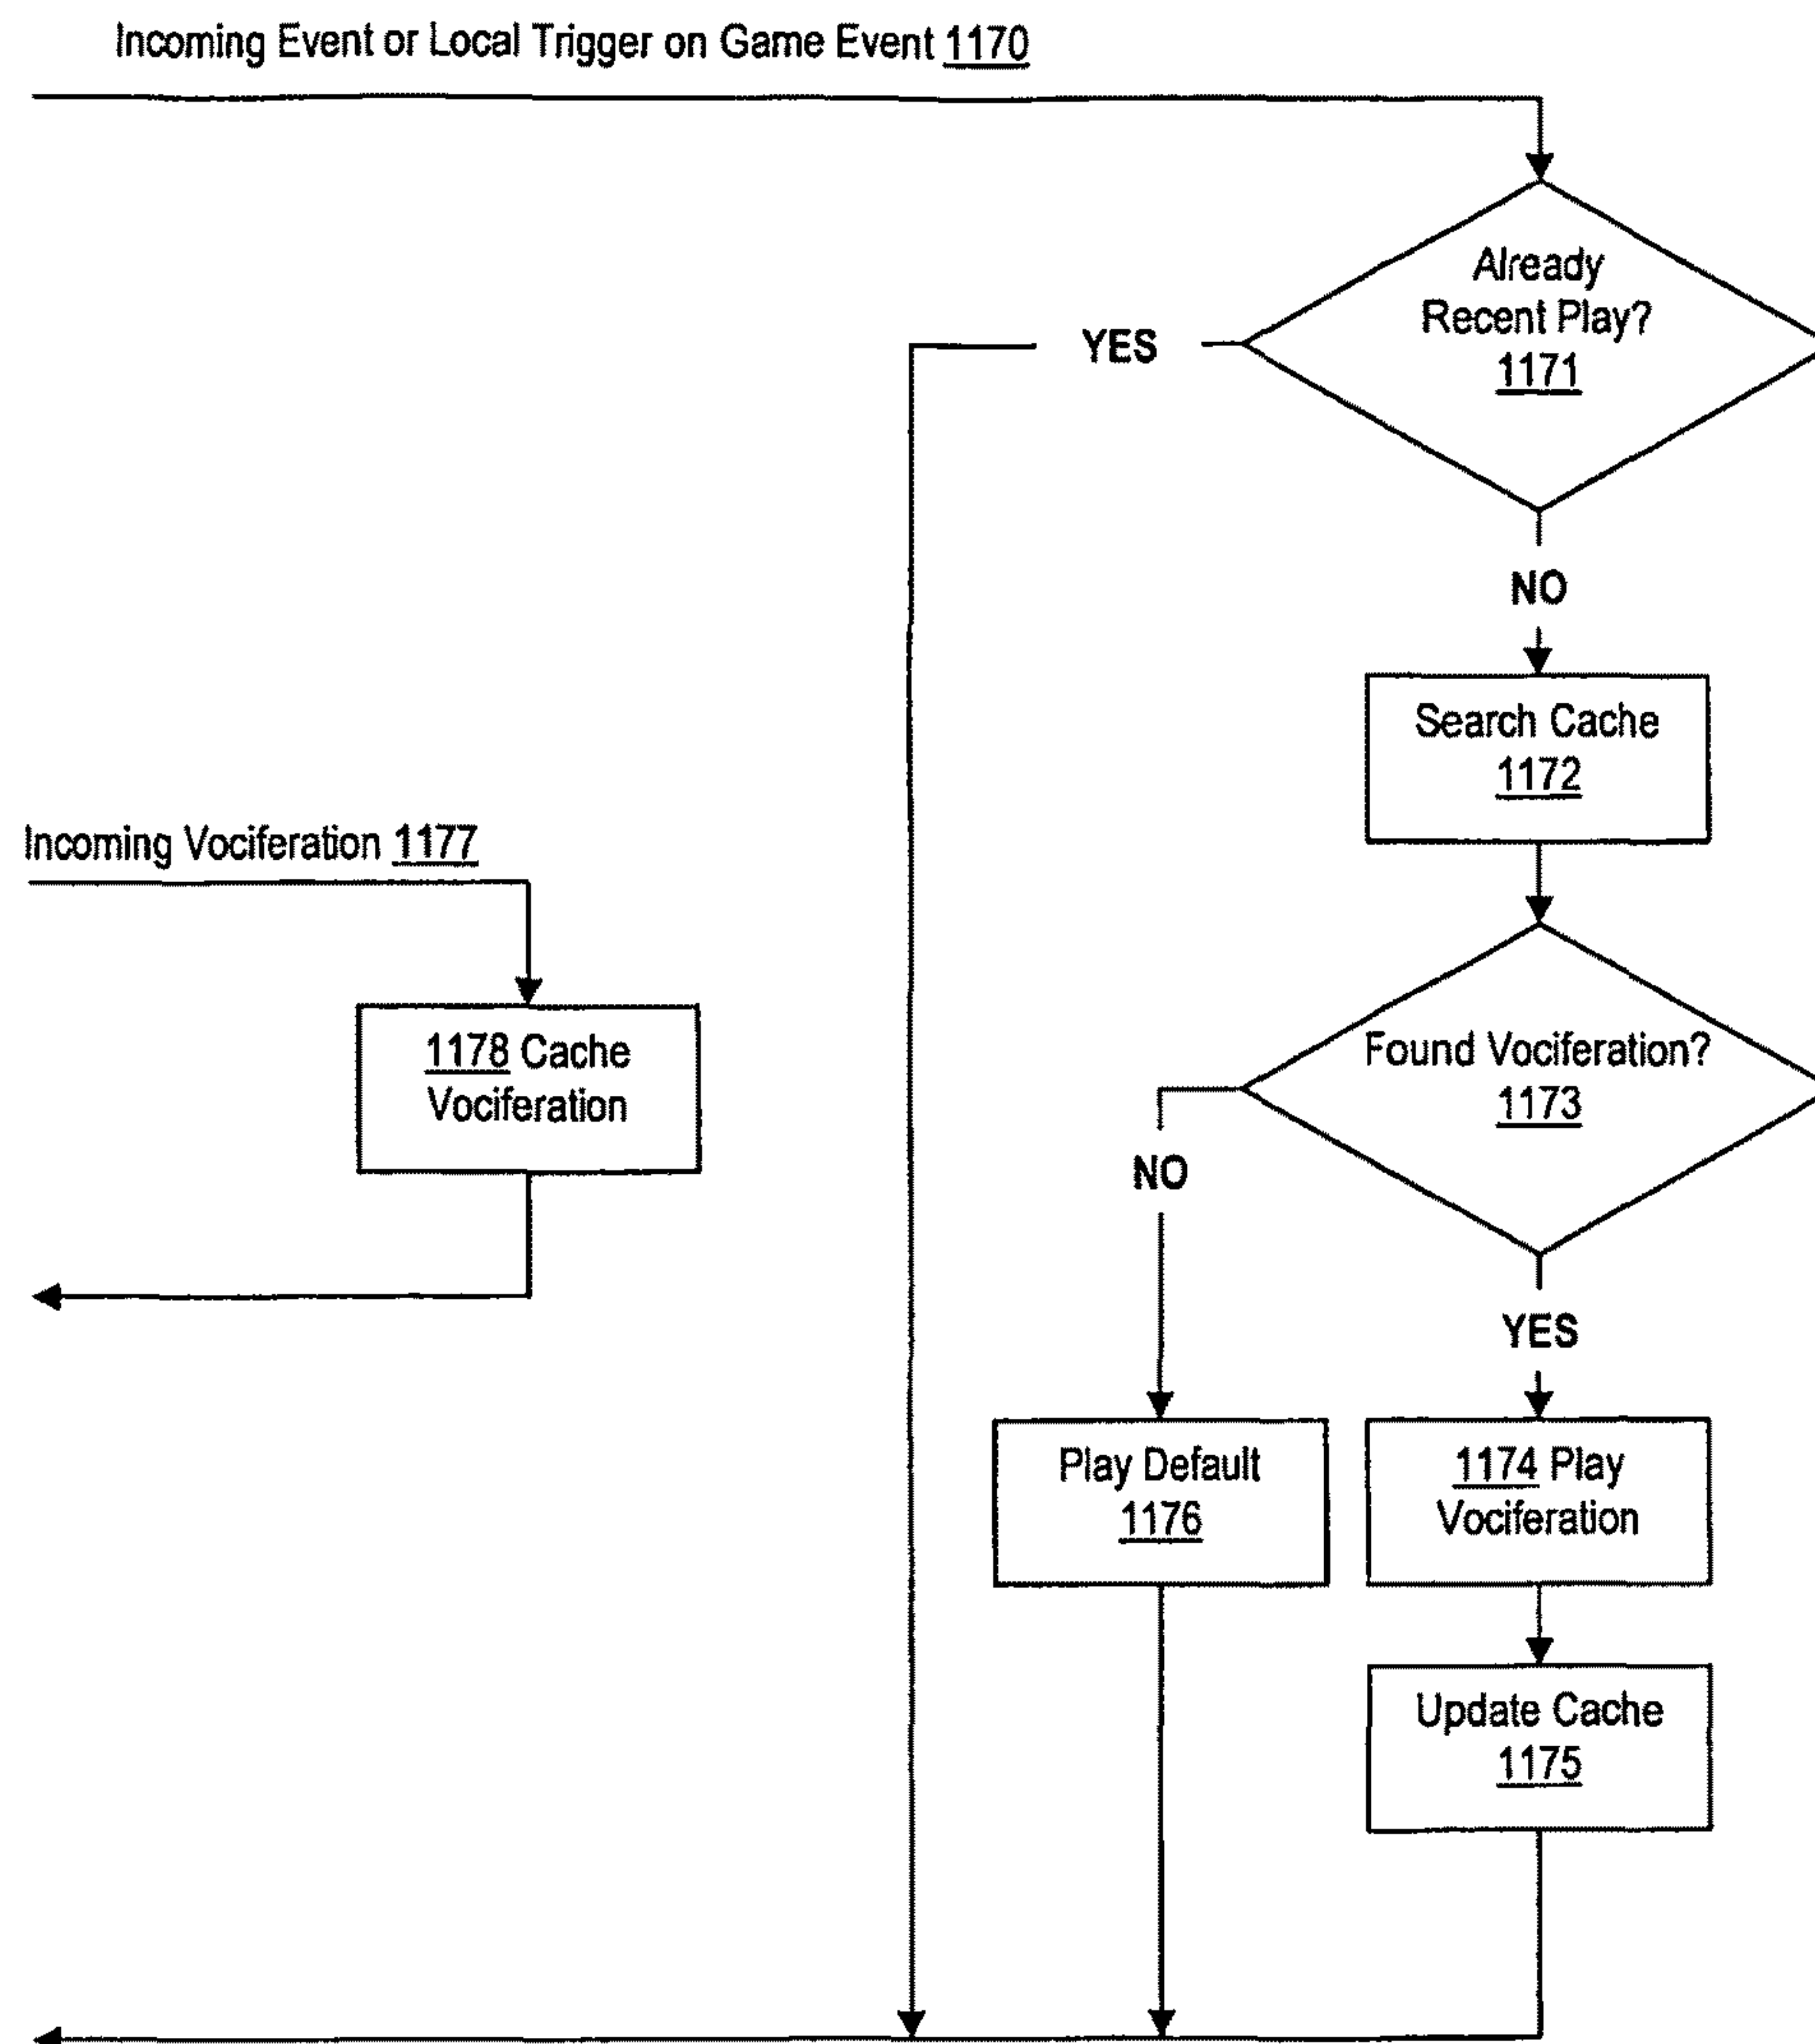 Incoming Event or Local Trigger on Game Event 1170
Already
Recent Play?
1171
YES
NO
Search Cache
1172
Incoming Vociferation 1177
1178 Cache
Vociferation
Found Vociferation?
1173
NO
YES
Play Default
1176
1174 Play
Vociferation
Update Cache
1175